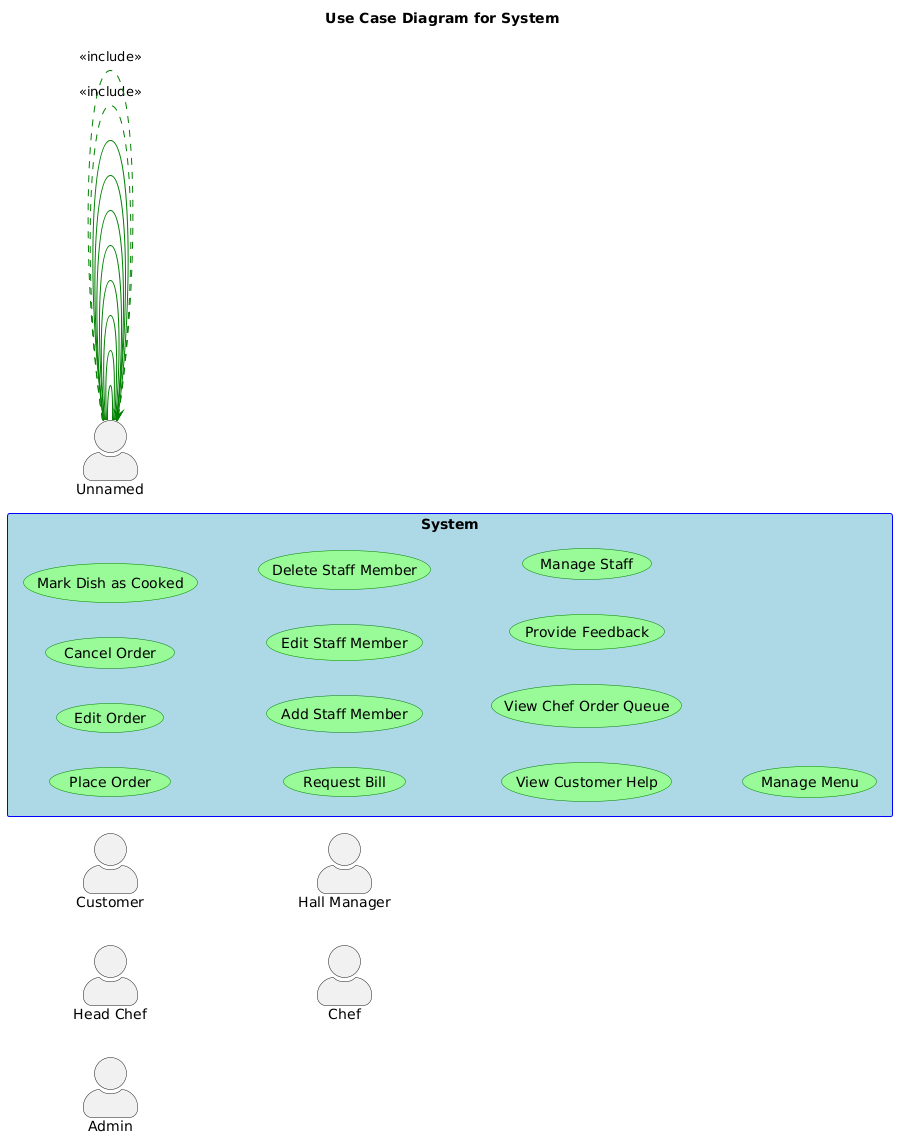 Use Case Diagram for System
«include»
«include»
Unnamed
System
Mark Dish as Cooked
Delete Staff Member
Manage Staff
Cancel Order
Edit Staff Member
Provide Feedback
Edit Order
Add Staff Member
View Chef Order Queue
Place Order
Request Bill
View Customer Help
Manage Menu
Customer
Hall Manager
Head Chef
Chef
Admin